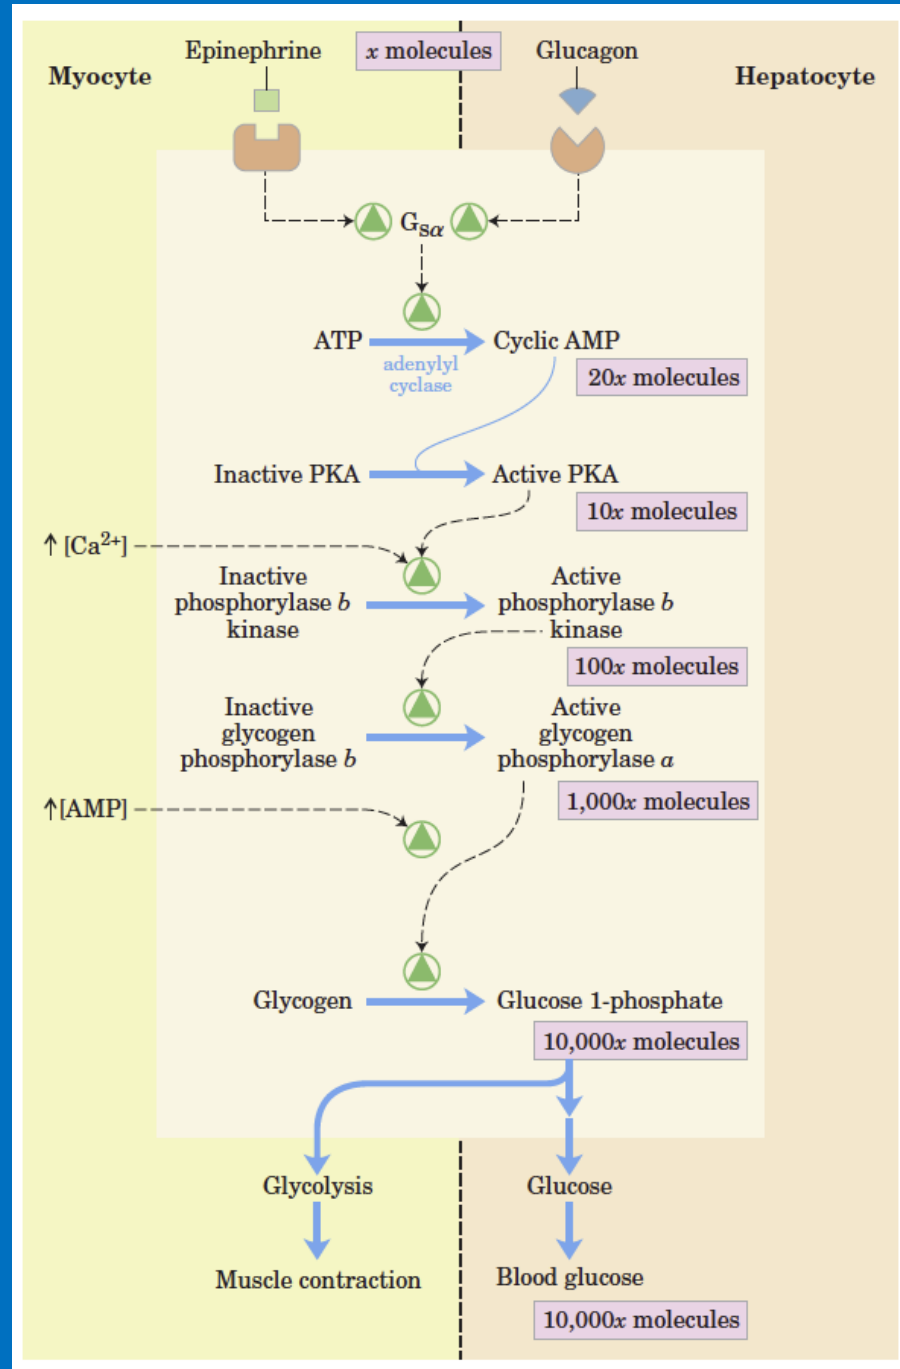 Epinephrine
x molecules
Glucagon
Myocyte
Hepatocyte
Gsα
ATP
Cyclic AMP
adenylyl
cyclase
20x molecules
Inactive PKA
Active PKA
10x molecules
↑ [Ca2+]
Inactive
phosphorylase b
kinase
Active
phosphorylase b
kinase
100x molecules
Inactive
glycogen
phosphorylase b
Active
glycogen
phosphorylase a
1,000x molecules
↑[AMP]
Glycogen
Glucose 1-phosphate
10,000x molecules
Glycolysis
Glucose
Muscle contraction
Blood glucose
10,000x molecules